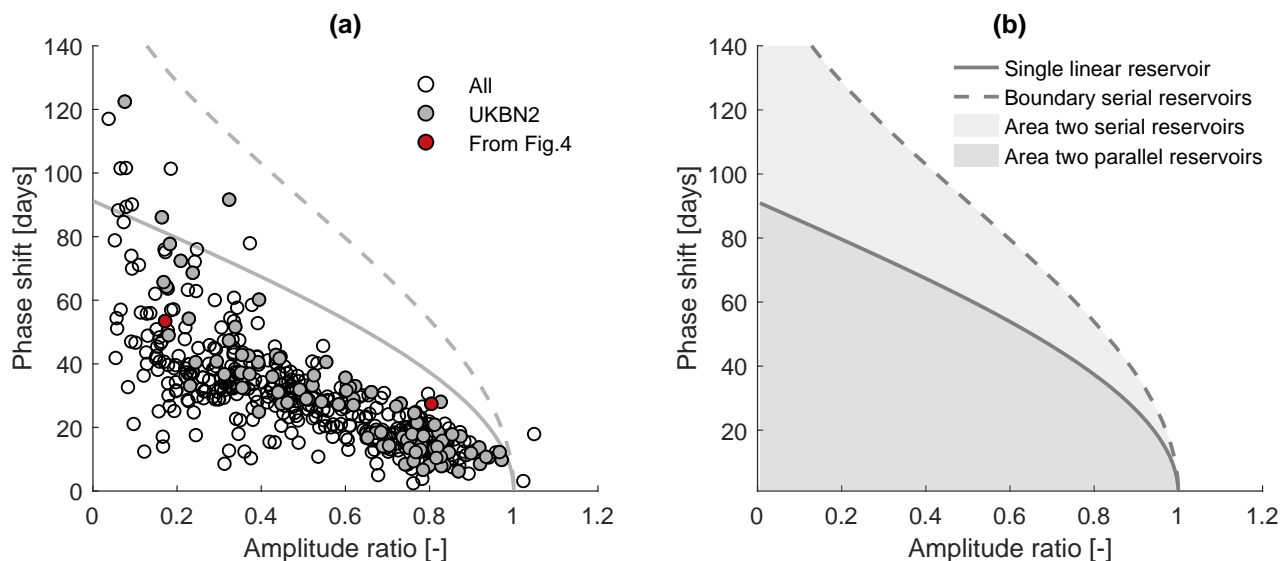 (a)
140
120
100
80
60
40
20
0
Phase shift [days]
All
UKBN2
From Fig.4
0 0.2 0.4 0.6 0.8 1 1.2
Amplitude ratio [-]
(b)
140
120
100
80
60
40
20
Phase shift [days]
Single linear reservoir
Boundary serial reservoirs
Area two serial reservoirs
Area two parallel reservoirs
0 0.2 0.4 0.6 0.8 1 1.2
Amplitude ratio [-]